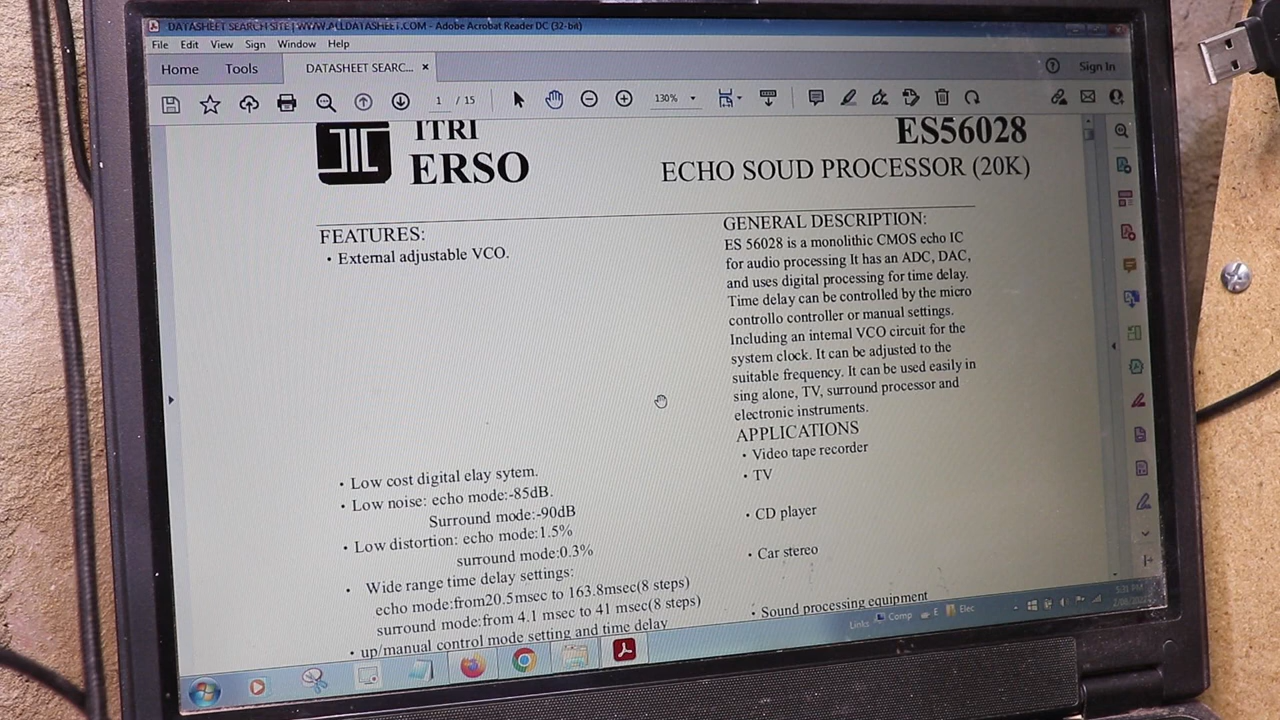 DATASHEET SEARCH SITE | WWW.ALLDATASHEET.COM - Adobe Acrobat Reader DC (32-bit)
File Edit View Sign Window Help
Home Tools DATASHEET SEARC... × Sign In
1 / 15 130%
ITRI
ERSO
ES56028
ECHO SOUD PROCESSOR (20K)
FEATURES:
• External adjustable VCO.
• Low cost digital elay sytem.
• Low noise: echo mode:-85dB.
Surround mode:-90dB
• Low distortion: echo mode:1.5%
surround mode:0.3%
• Wide range time delay settings:
echo mode:from20.5msec to 163.8msec(8 steps)
surround mode:from 4.1 msec to 41 msec(8 steps)
• up/manual control mode setting and time delay
GENERAL DESCRIPTION:
ES 56028 is a monolithic CMOS echo IC
for audio processing It has an ADC, DAC,
and uses digital processing for time delay.
Time delay can be controlled by the micro
controllo controller or manual settings.
Including an internal VCO circuit for the
system clock. It can be adjusted to the
suitable frequency. It can be used easily in
sing alone, TV, surround processor and
electronic instruments.
APPLICATIONS
• Video tape recorder
• TV
• CD player
• Car stereo
• Sound processing equipment
Links Comp E Elec
5:31 PM